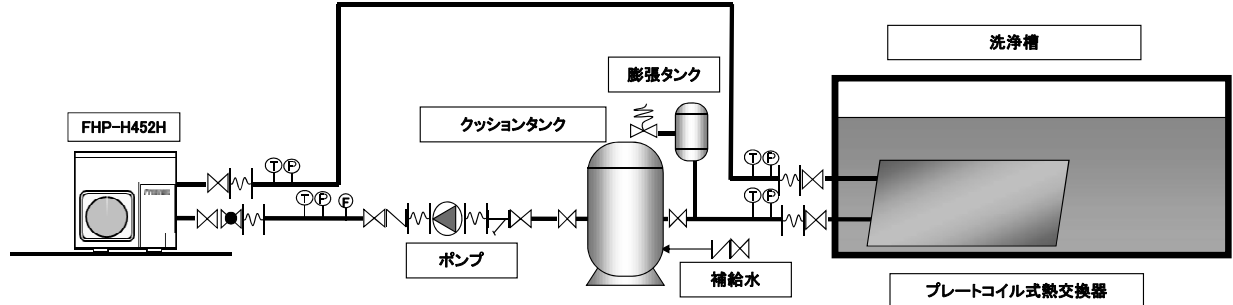 洗浄槽
膨張タンク
FHP-H452H
クッションタンク
T P
T P
T P F
T P
ポンプ
補給水
プレートコイル式熱交換器